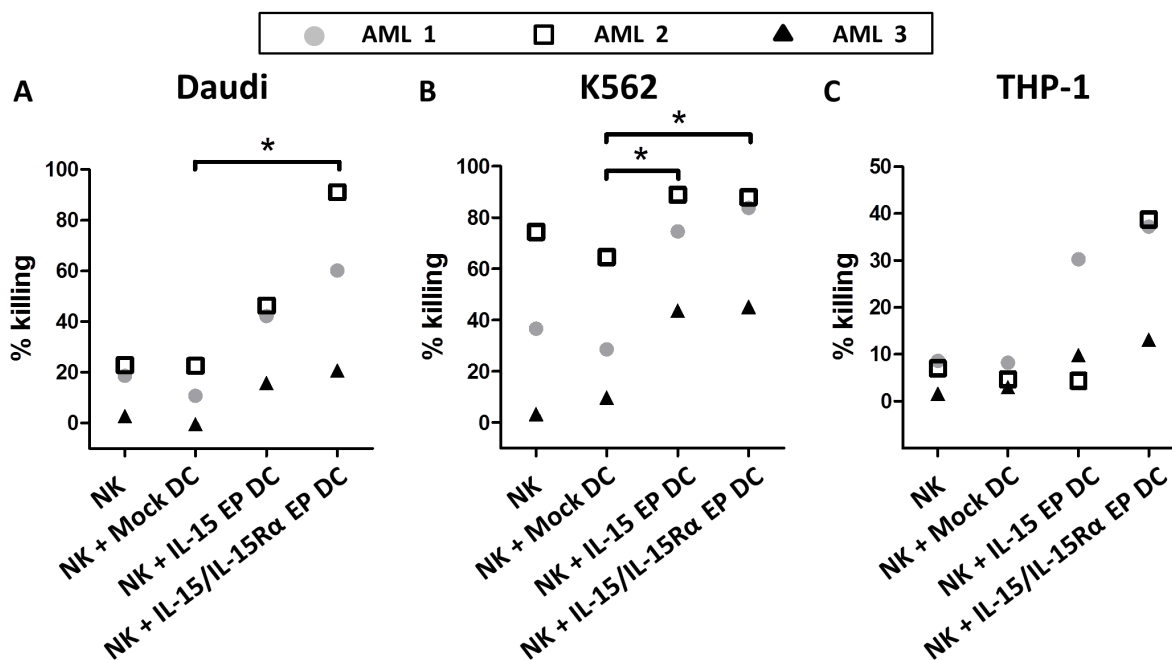 AML 1 AML 2 AML 3
A Daudi
% killing
100
80
60
40
20
0
*
NK
NK + Mock DC
NK + IL-15 EP DC
NK + IL-15/IL-15Rα EP DC
B K562
% killing
100
80
60
40
20
0
*
*
NK
NK + Mock DC
NK + IL-15 EP DC
NK + IL-15/IL-15Rα EP DC
C THP-1
% killing
50
40
30
20
10
0
NK
NK + Mock DC
NK + IL-15 EP DC
NK + IL-15/IL-15Rα EP DC